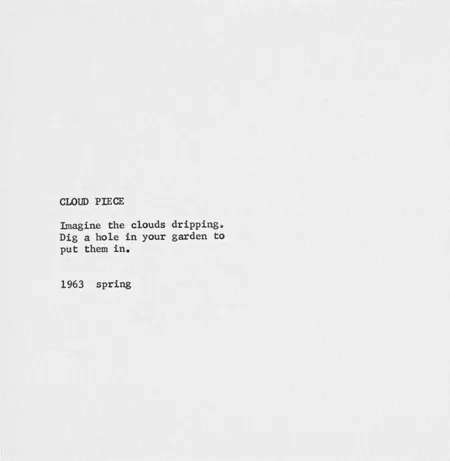 CLOUD PIECE
Imagine the clouds dripping.
Dig a hole in your garden to
put them in.
1963  spring